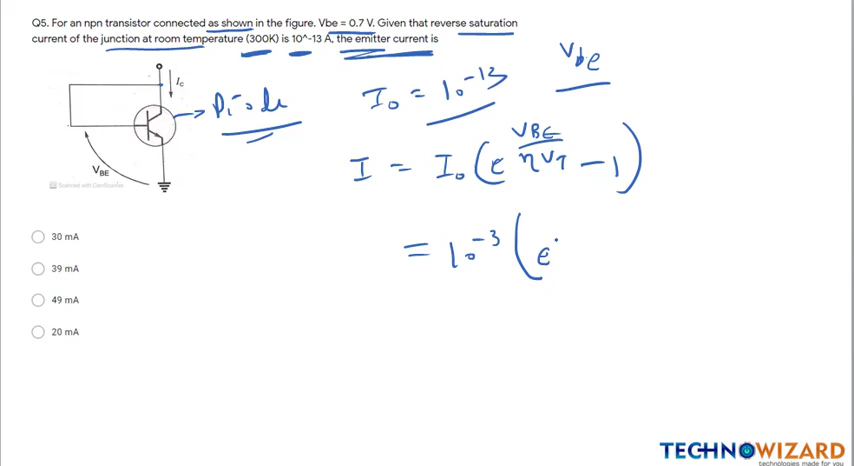 Q5. For an npn transistor connected as shown in the figure. Vbe = 0.7 V. Given that reverse saturation
current of the junction at room temperature (300K) is 10^-13 A, the emitter current is
Vbe
Ic
Diode
I₀ = 10⁻¹³
VBE
I = I₀ (e^(VBE/ηVT) - 1)
Scanned with CamScanner
= 10⁻³ (e
30 mA
39 mA
49 mA
20 mA
TECHNOWIZARD
technologies made for you